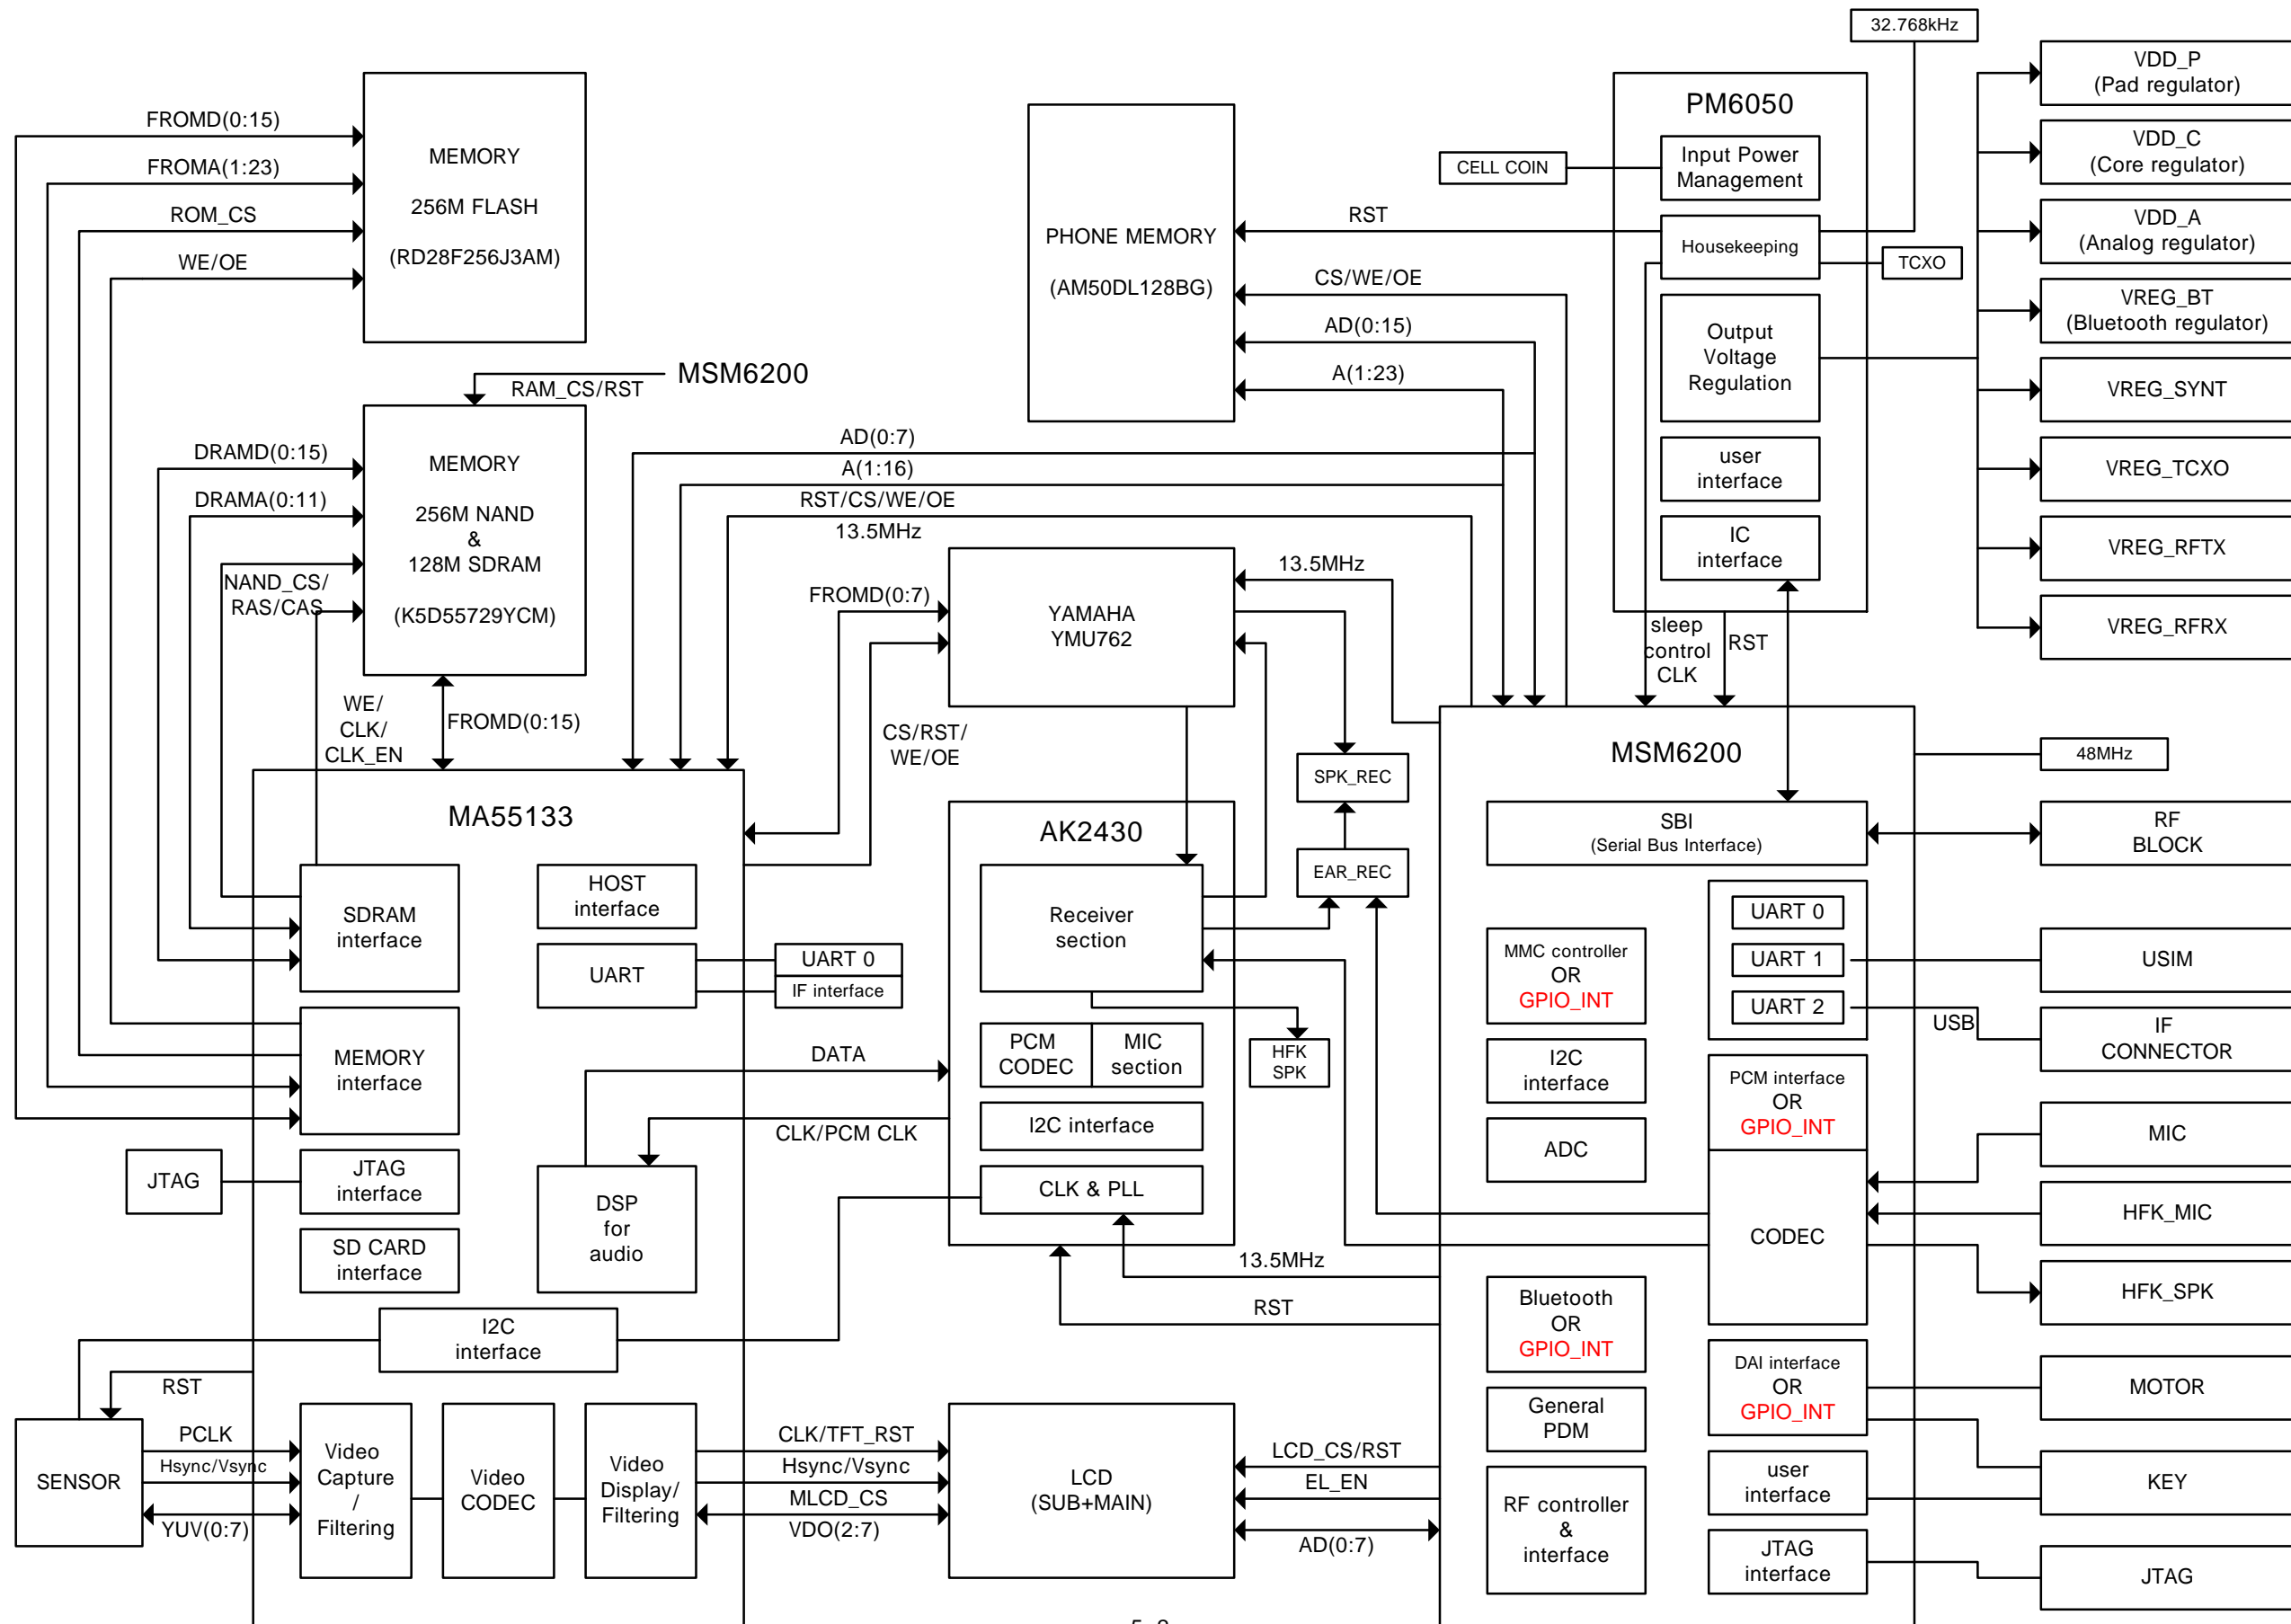 32.768kHz
VDD_P
(Pad regulator)
VDD_C
(Core regulator)
VDD_A
(Analog regulator)
VREG_BT
(Bluetooth regulator)
VREG_SYNT
VREG_TCXO
VREG_RFTX
VREG_RFRX
PM6050
Input Power
Management
CELL COIN
Housekeeping
TCXO
Output
Voltage
Regulation
user
interface
IC
interface
sleep
control
CLK
RST
PHONE MEMORY
(AM50DL128BG)
RST
CS/WE/OE
AD(0:15)
A(1:23)
FROMD(0:15)
FROMA(1:23)
ROM_CS
WE/OE
MEMORY
256M FLASH
(RD28F256J3AM)
MSM6200
RAM_CS/RST
DRAMD(0:15)
DRAMA(0:11)
NAND_CS/
RAS/CAS
MEMORY
256M NAND
&
128M SDRAM
(K5D55729YCM)
WE/
CLK/
CLK_EN
FROMD(0:15)
AD(0:7)
A(1:16)
RST/CS/WE/OE
13.5MHz
FROMD(0:7)
YAMAHA
YMU762
13.5MHz
CS/RST/
WE/OE
SPK_REC
EAR_REC
MA55133
SDRAM
interface
HOST
interface
UART
UART 0
IF interface
MEMORY
interface
JTAG
JTAG
interface
SD CARD
interface
DSP
for
audio
DATA
CLK/PCM CLK
I2C
interface
RST
SENSOR
PCLK
Hsync/Vsync
YUV(0:7)
Video
Capture
/
Filtering
Video
CODEC
Video
Display/
Filtering
CLK/TFT_RST
Hsync/Vsync
MLCD_CS
VDO(2:7)
LCD
(SUB+MAIN)
LCD_CS/RST
EL_EN
AD(0:7)
AK2430
Receiver
section
PCM
CODEC
MIC
section
HFK
SPK
I2C interface
CLK & PLL
13.5MHz
RST
MSM6200
48MHz
SBI
(Serial Bus Interface)
RF
BLOCK
UART 0
UART 1
UART 2
USIM
USB
IF
CONNECTOR
MMC controller
OR
GPIO_INT
I2C
interface
ADC
PCM interface
OR
GPIO_INT
CODEC
MIC
HFK_MIC
HFK_SPK
Bluetooth
OR
GPIO_INT
General
PDM
RF controller
&
interface
DAI interface
OR
GPIO_INT
user
interface
JTAG
interface
MOTOR
KEY
JTAG